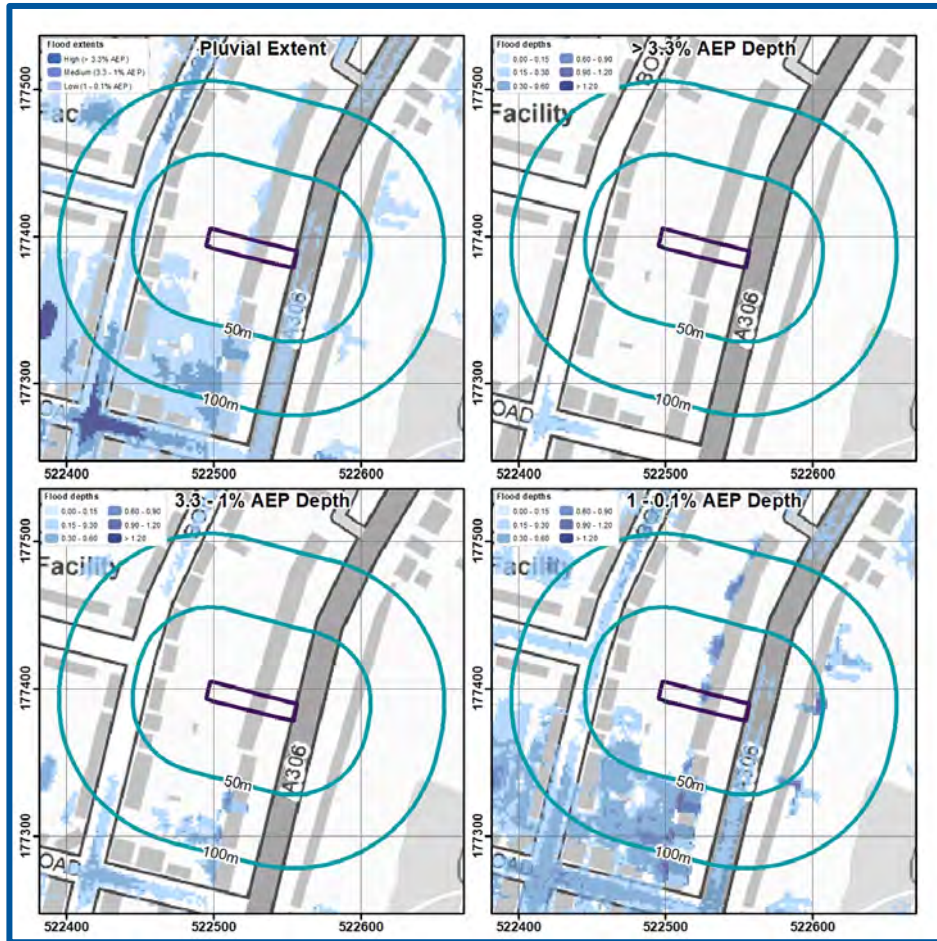 Pluvial Extent
Flood extents
High (> 3.3% AEP)
Medium (3.3 - 1% AEP)
Low (1 - 0.1% AEP)
Fac
177500
177400
177300
A306
50m
100m
OAD
522400
522500
522600
> 3.3% AEP Depth
Flood depths
0.00 - 0.15
0.60 - 0.90
0.15 - 0.30
0.90 - 1.20
0.30 - 0.60
> 1.20
BO
Facility
177500
177400
177300
A306
50m
100m
OAD
522400
522500
522600
3.3 - 1% AEP Depth
Flood depths
0.00 - 0.15
0.60 - 0.90
0.15 - 0.30
0.90 - 1.20
0.30 - 0.60
> 1.20
BO
Facility
177500
177400
177300
A306
50m
100m
OAD
522400
522500
522600
1 - 0.1% AEP Depth
Flood depths
0.00 - 0.15
0.60 - 0.90
0.15 - 0.30
0.90 - 1.20
0.30 - 0.60
> 1.20
Facility
177500
177400
177300
A306
50m
100m
OAD
522400
522500
522600